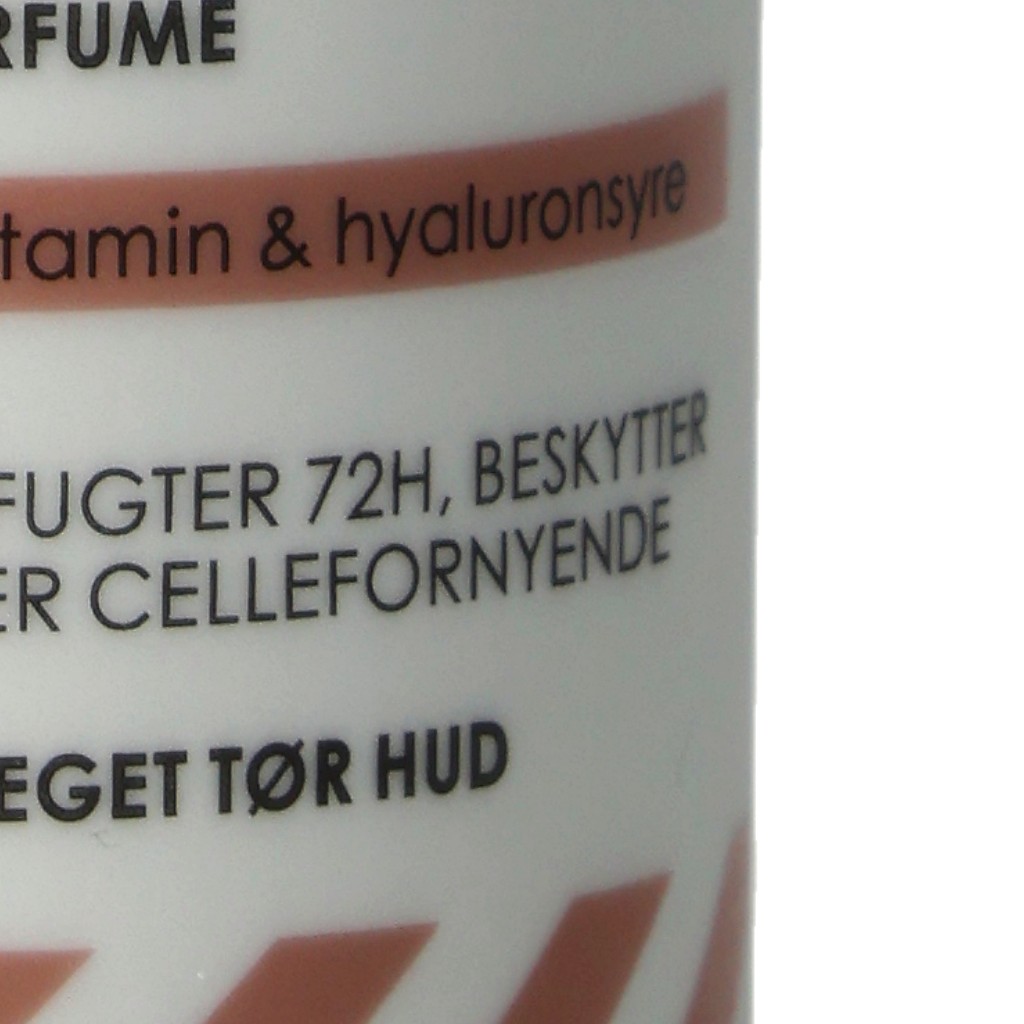 RFUME
tamin & hyaluronsyre
FUGTER 72H, BESKYTTER
ER CELLEFORNYENDE
EGET TØR HUD